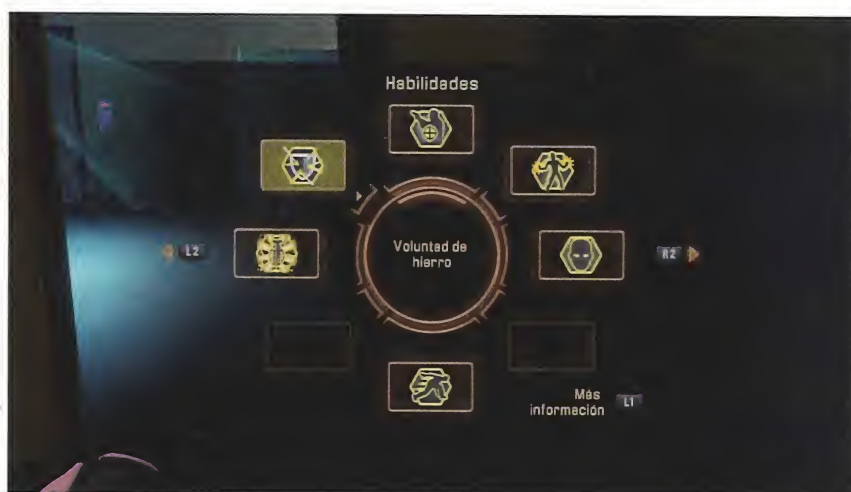 Habilidades
L2
Voluntad de
hierro
R2
Más
información
L1